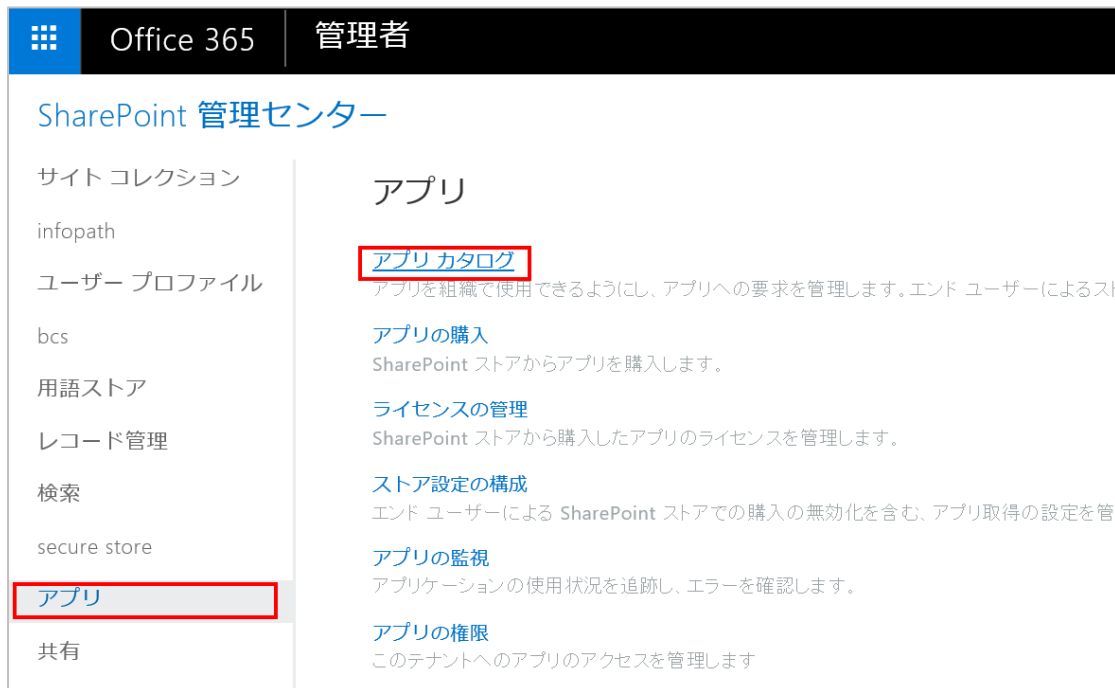 Office 365 管理者
SharePoint 管理センター
サイト コレクション
infopath
ユーザー プロファイル
bcs
用語ストア
レコード管理
検索
secure store
アプリ
共有
アプリ
アプリ カタログ
アプリを組織で使用できるようにし、アプリへの要求を管理します。エンド ユーザーによるス
アプリの購入
SharePoint ストアからアプリを購入します。
ライセンスの管理
SharePoint ストアから購入したアプリのライセンスを管理します。
ストア設定の構成
エンド ユーザーによる SharePoint ストアでの購入の無効化を含む、アプリ取得の設定を管
アプリの監視
アプリケーションの使用状況を追跡し、エラーを確認します。
アプリの権限
このテナントへのアプリのアクセスを管理します